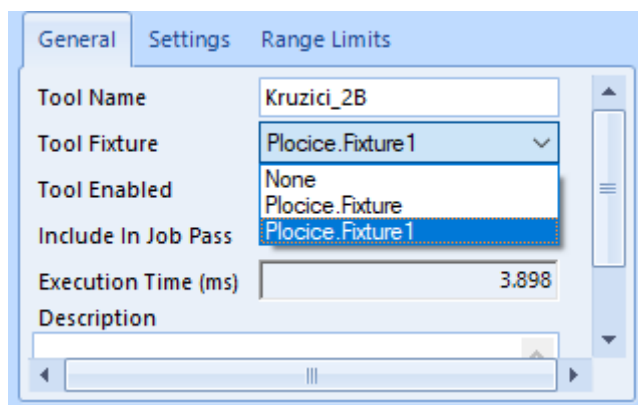 General Settings Range Limits
Tool Name Kruzici_2B
Tool Fixture Plocice.Fixture1
Tool Enabled None
Plocice.Fixture
Include In Job Pass Plocice.Fixture1
Execution Time (ms) 3.898
Description